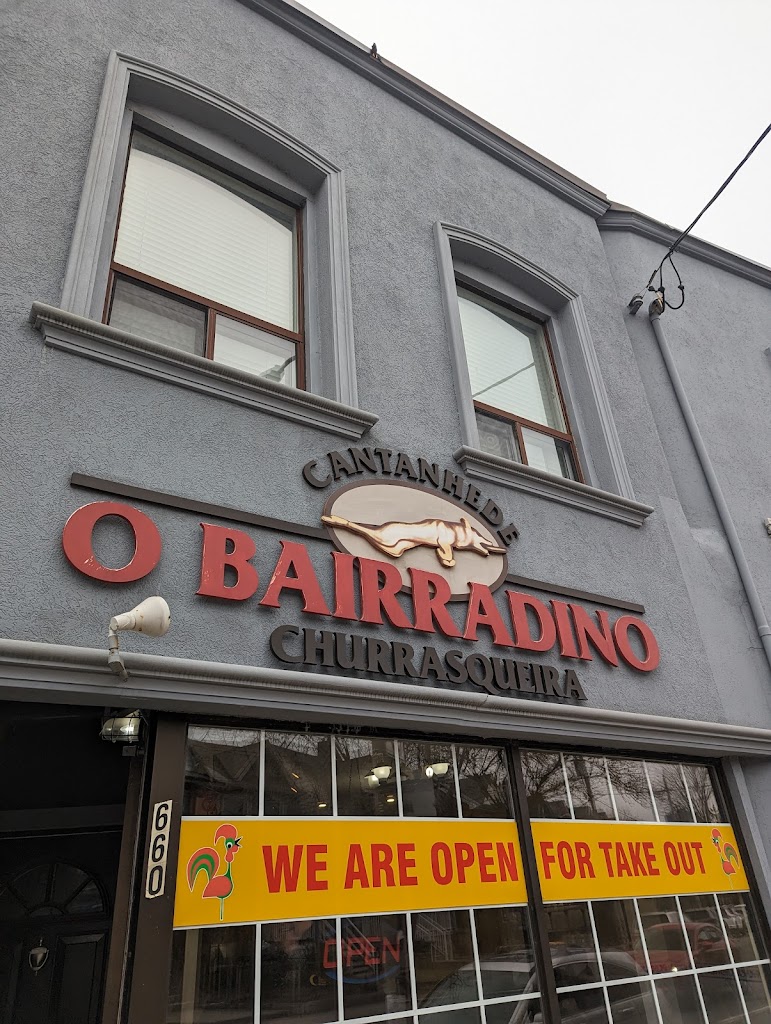 CANTANHEDE
O BAIRRADINO
CHURRASQUEIRA
660
WE ARE OPEN FOR TAKE OUT
OPEN